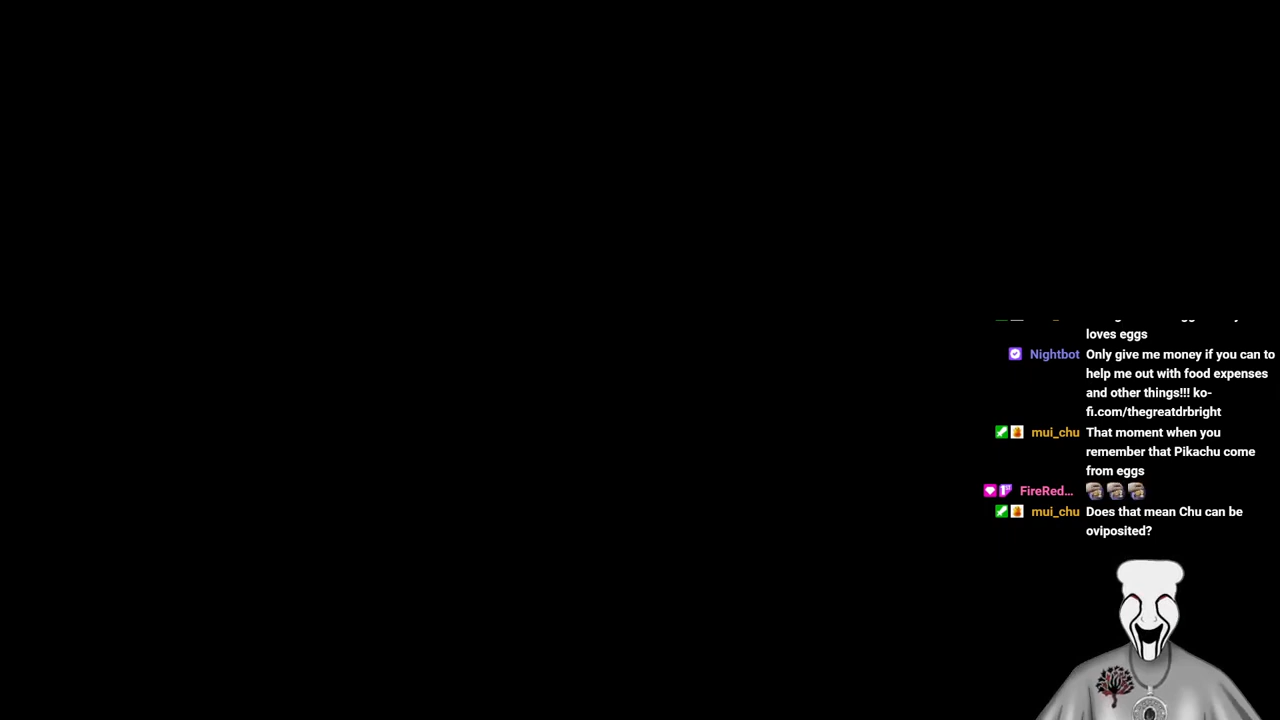 loves eggs
Nightbot Only give me money if you can to
help me out with food expenses
and other things!!! ko-
fi.com/thegreatdrbright
mui_chu That moment when you
remember that Pikachu come
from eggs
FireRed...
mui_chu Does that mean Chu can be
oviposited?